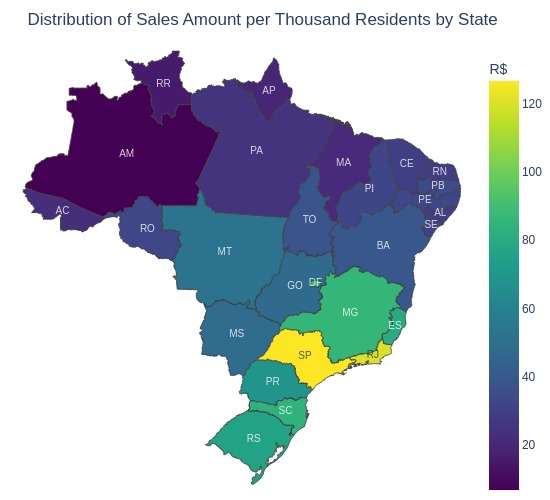 Distribution of Sales Amount per Thousand Residents by State
R$
120
100
80
60
40
20
RR
AP
AM
PA
MA
CE
RN
PB
PI
PE
AL
SE
AC
RO
TO
BA
MT
GO
DF
MG
ES
MS
SP
RJ
PR
SC
RS